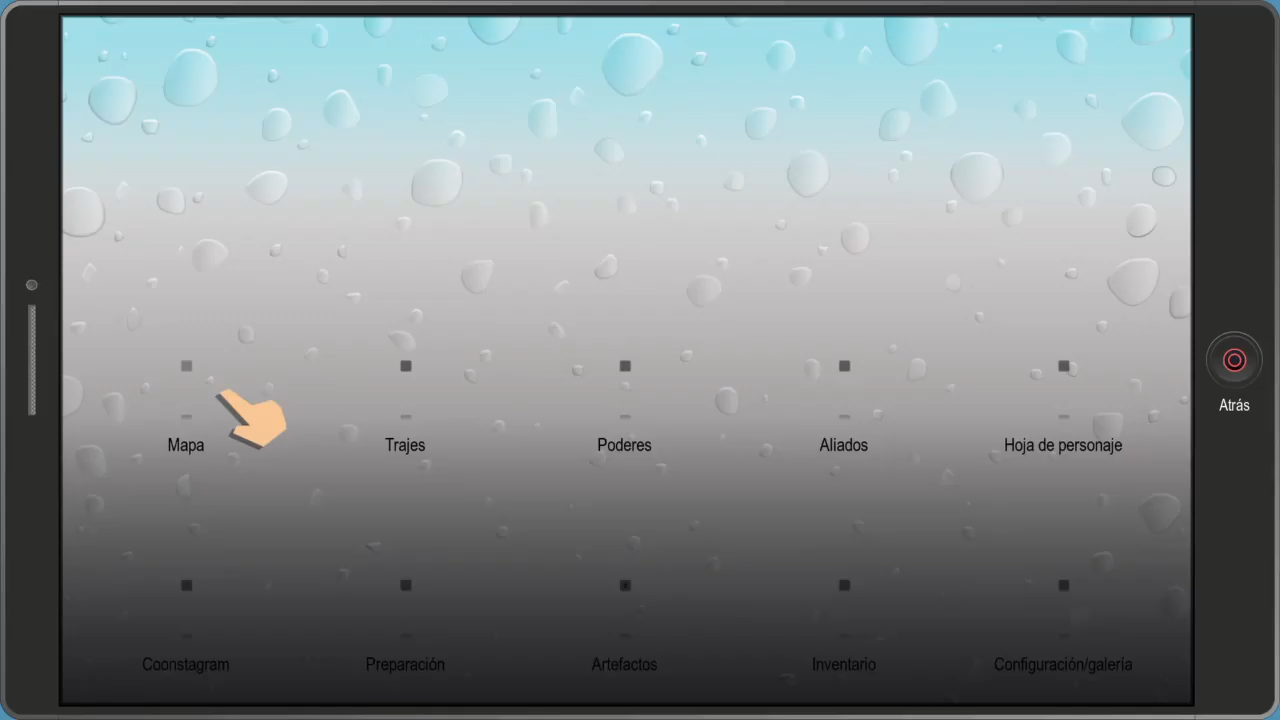 Mapa
Trajes
Poderes
Aliados
Hoja de personaje
Atrás
Coonstagram
Preparación
Artefactos
Inventario
Configuración/galería